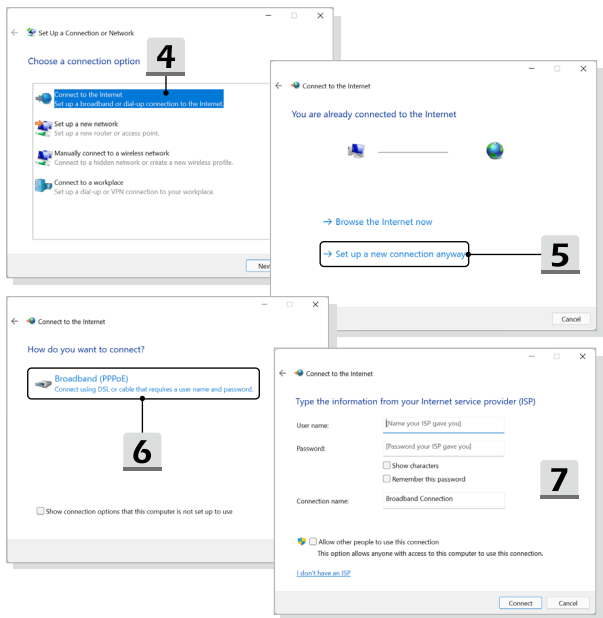 Set Up a Connection or Network
Choose a connection option
4
Connect to the Internet
Set up a broadband or dial-up connection to the Internet.
Set up a new network
Set up a new router or access point.
Manually connect to a wireless network
Connect to a hidden network or create a new wireless profile.
Connect to a workplace
Set up a dial-up or VPN connection to your workplace.
Connect to the Internet
You are already connected to the Internet
→ Browse the Internet now
→ Set up a new connection anyway
5
Cancel
Connect to the Internet
How do you want to connect?
Broadband (PPPoE)
Connect using DSL or cable that requires a user name and password.
6
Show connection options that this computer is not set up to use
Connect to the Internet
Type the information from your Internet service provider (ISP)
User name:
[Name your ISP gave you]
Password:
[Password your ISP gave you]
Show characters
Remember this password
7
Connection name:
Broadband Connection
Allow other people to use this connection
This option allows anyone with access to this computer to use this connection.
I don't have an ISP
Connect
Cancel